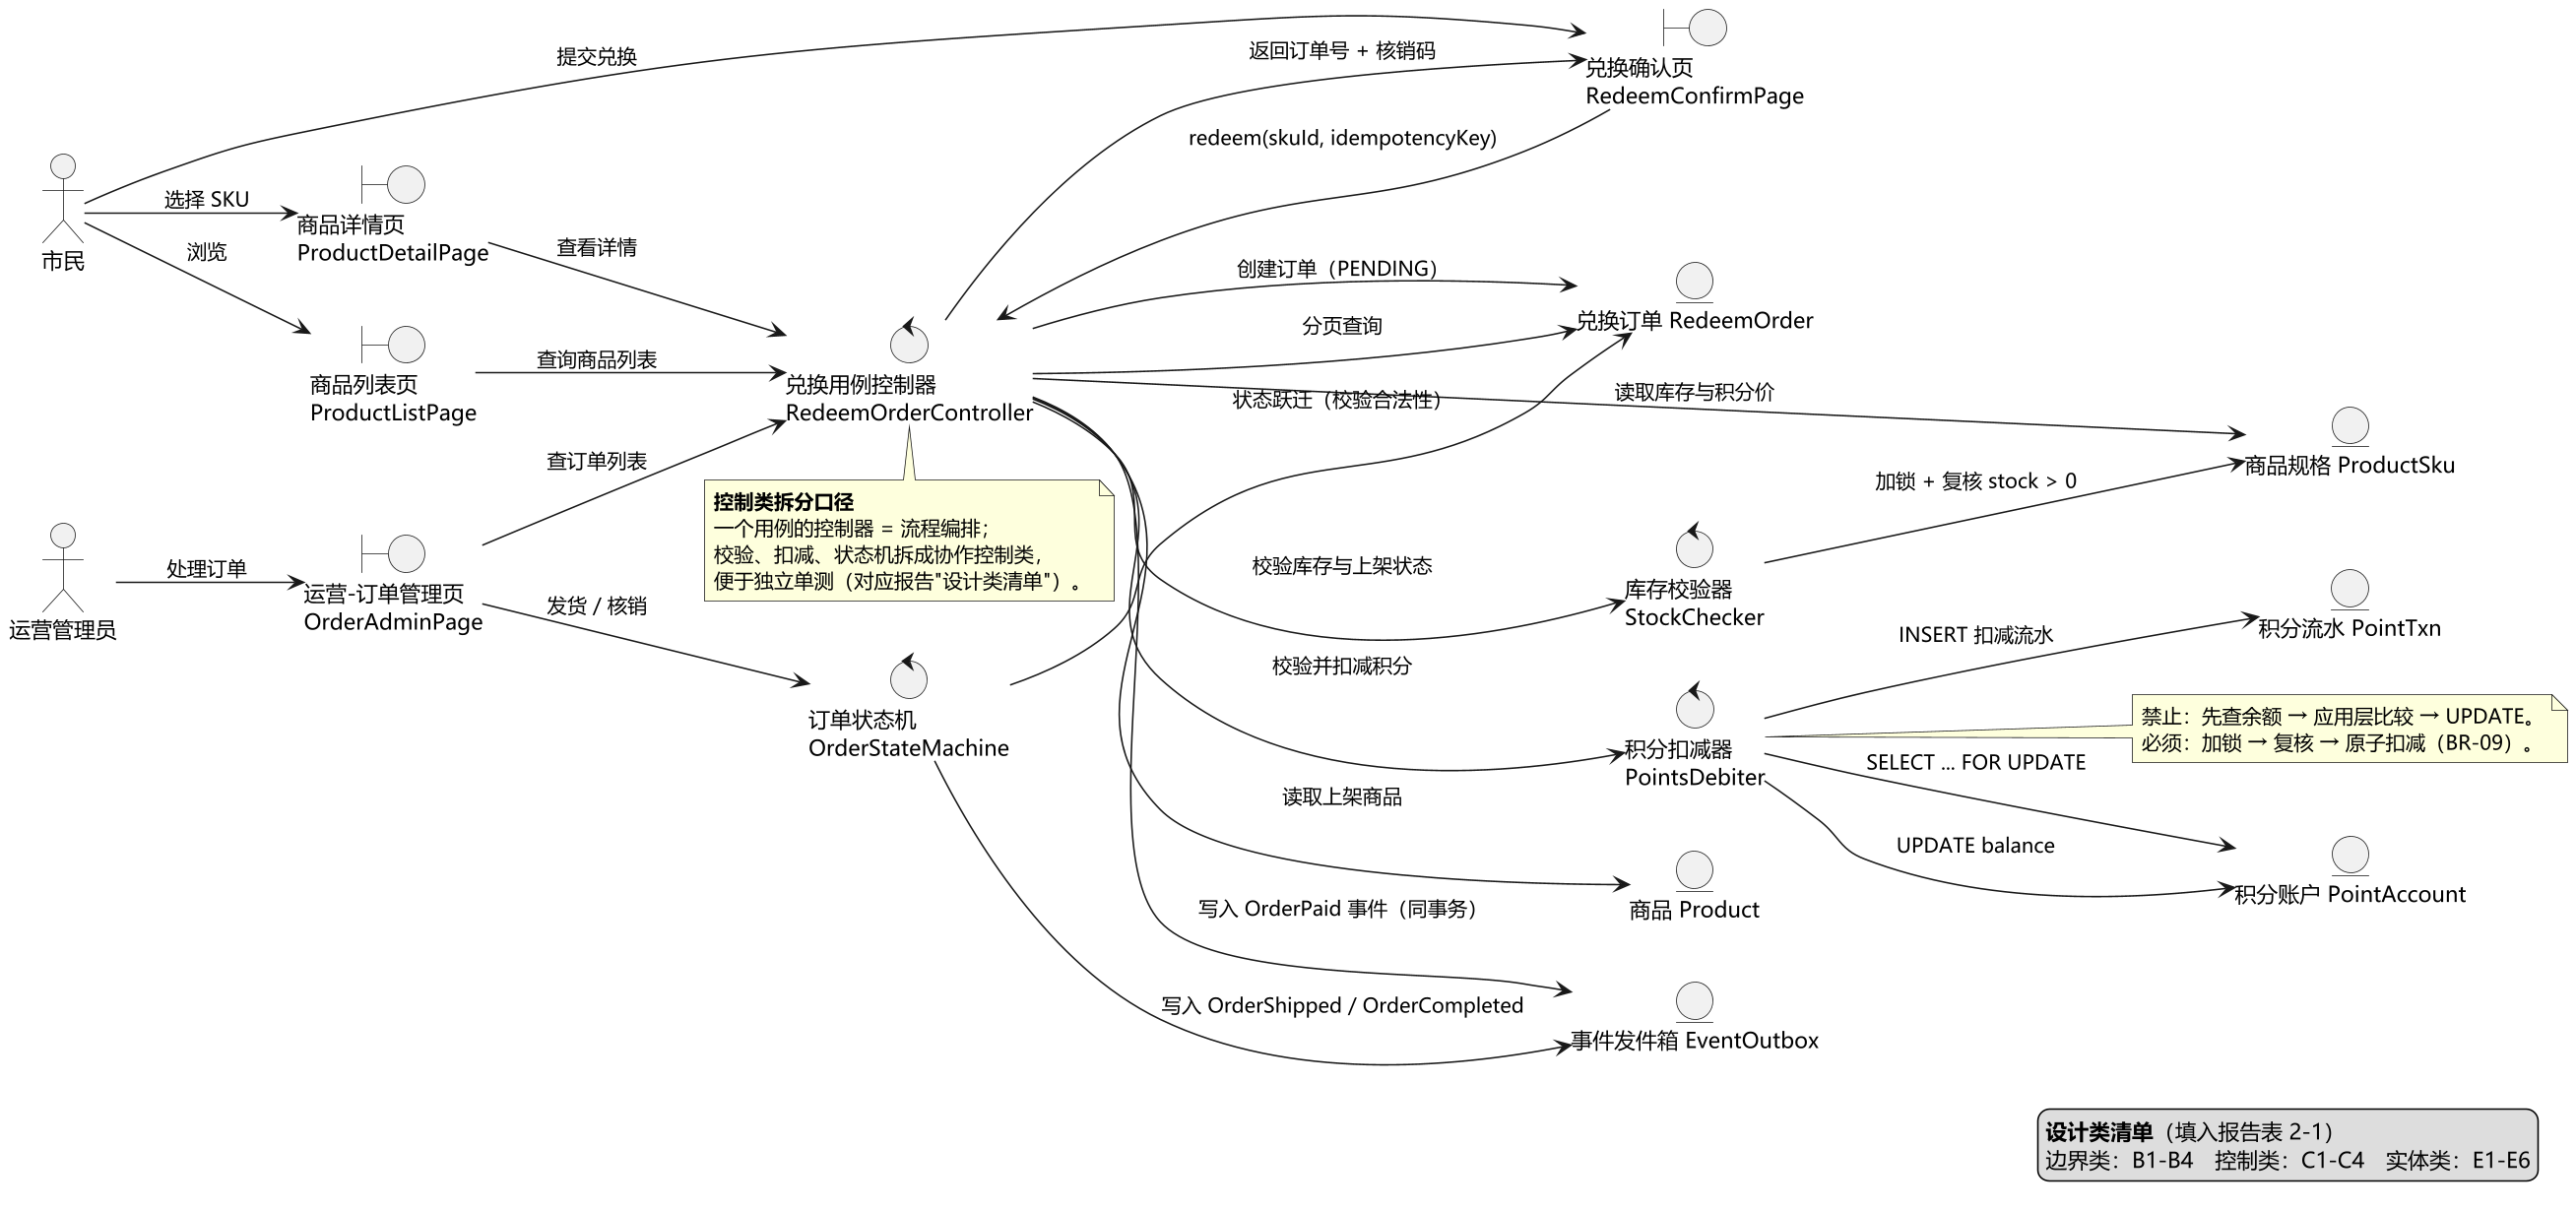 提交兑换
返回订单号 + 核销码
兑换确认页
RedeemConfirmPage
redeem(skuId, idempotencyKey)
选择 SKU
市民
浏览
商品详情页
ProductDetailPage
查看详情
创建订单（PENDING）
兑换订单 RedeemOrder
分页查询
商品列表页
ProductListPage
查询商品列表
兑换用例控制器
RedeemOrderController
状态跃迁（校验合法性）
读取库存与积分价
商品规格 ProductSku
查订单列表
加锁 + 复核 stock > 0
控制类拆分口径
一个用例的控制器 = 流程编排；
校验、扣减、状态机拆成协作控制类，
便于独立单测（对应报告"设计类清单"）。
处理订单
运营管理员
运营-订单管理页
OrderAdminPage
发货 / 核销
校验库存与上架状态
库存校验器
StockChecker
INSERT 扣减流水
积分流水 PointTxn
订单状态机
OrderStateMachine
校验并扣减积分
积分扣减器
PointsDebiter
禁止：先查余额 → 应用层比较 → UPDATE。
必须：加锁 → 复核 → 原子扣减（BR-09）。
SELECT ... FOR UPDATE
读取上架商品
UPDATE balance
商品 Product
积分账户 PointAccount
写入 OrderPaid 事件（同事务）
写入 OrderShipped / OrderCompleted
事件发件箱 EventOutbox
设计类清单（填入报告表 2-1）
边界类：B1-B4 控制类：C1-C4 实体类：E1-E6